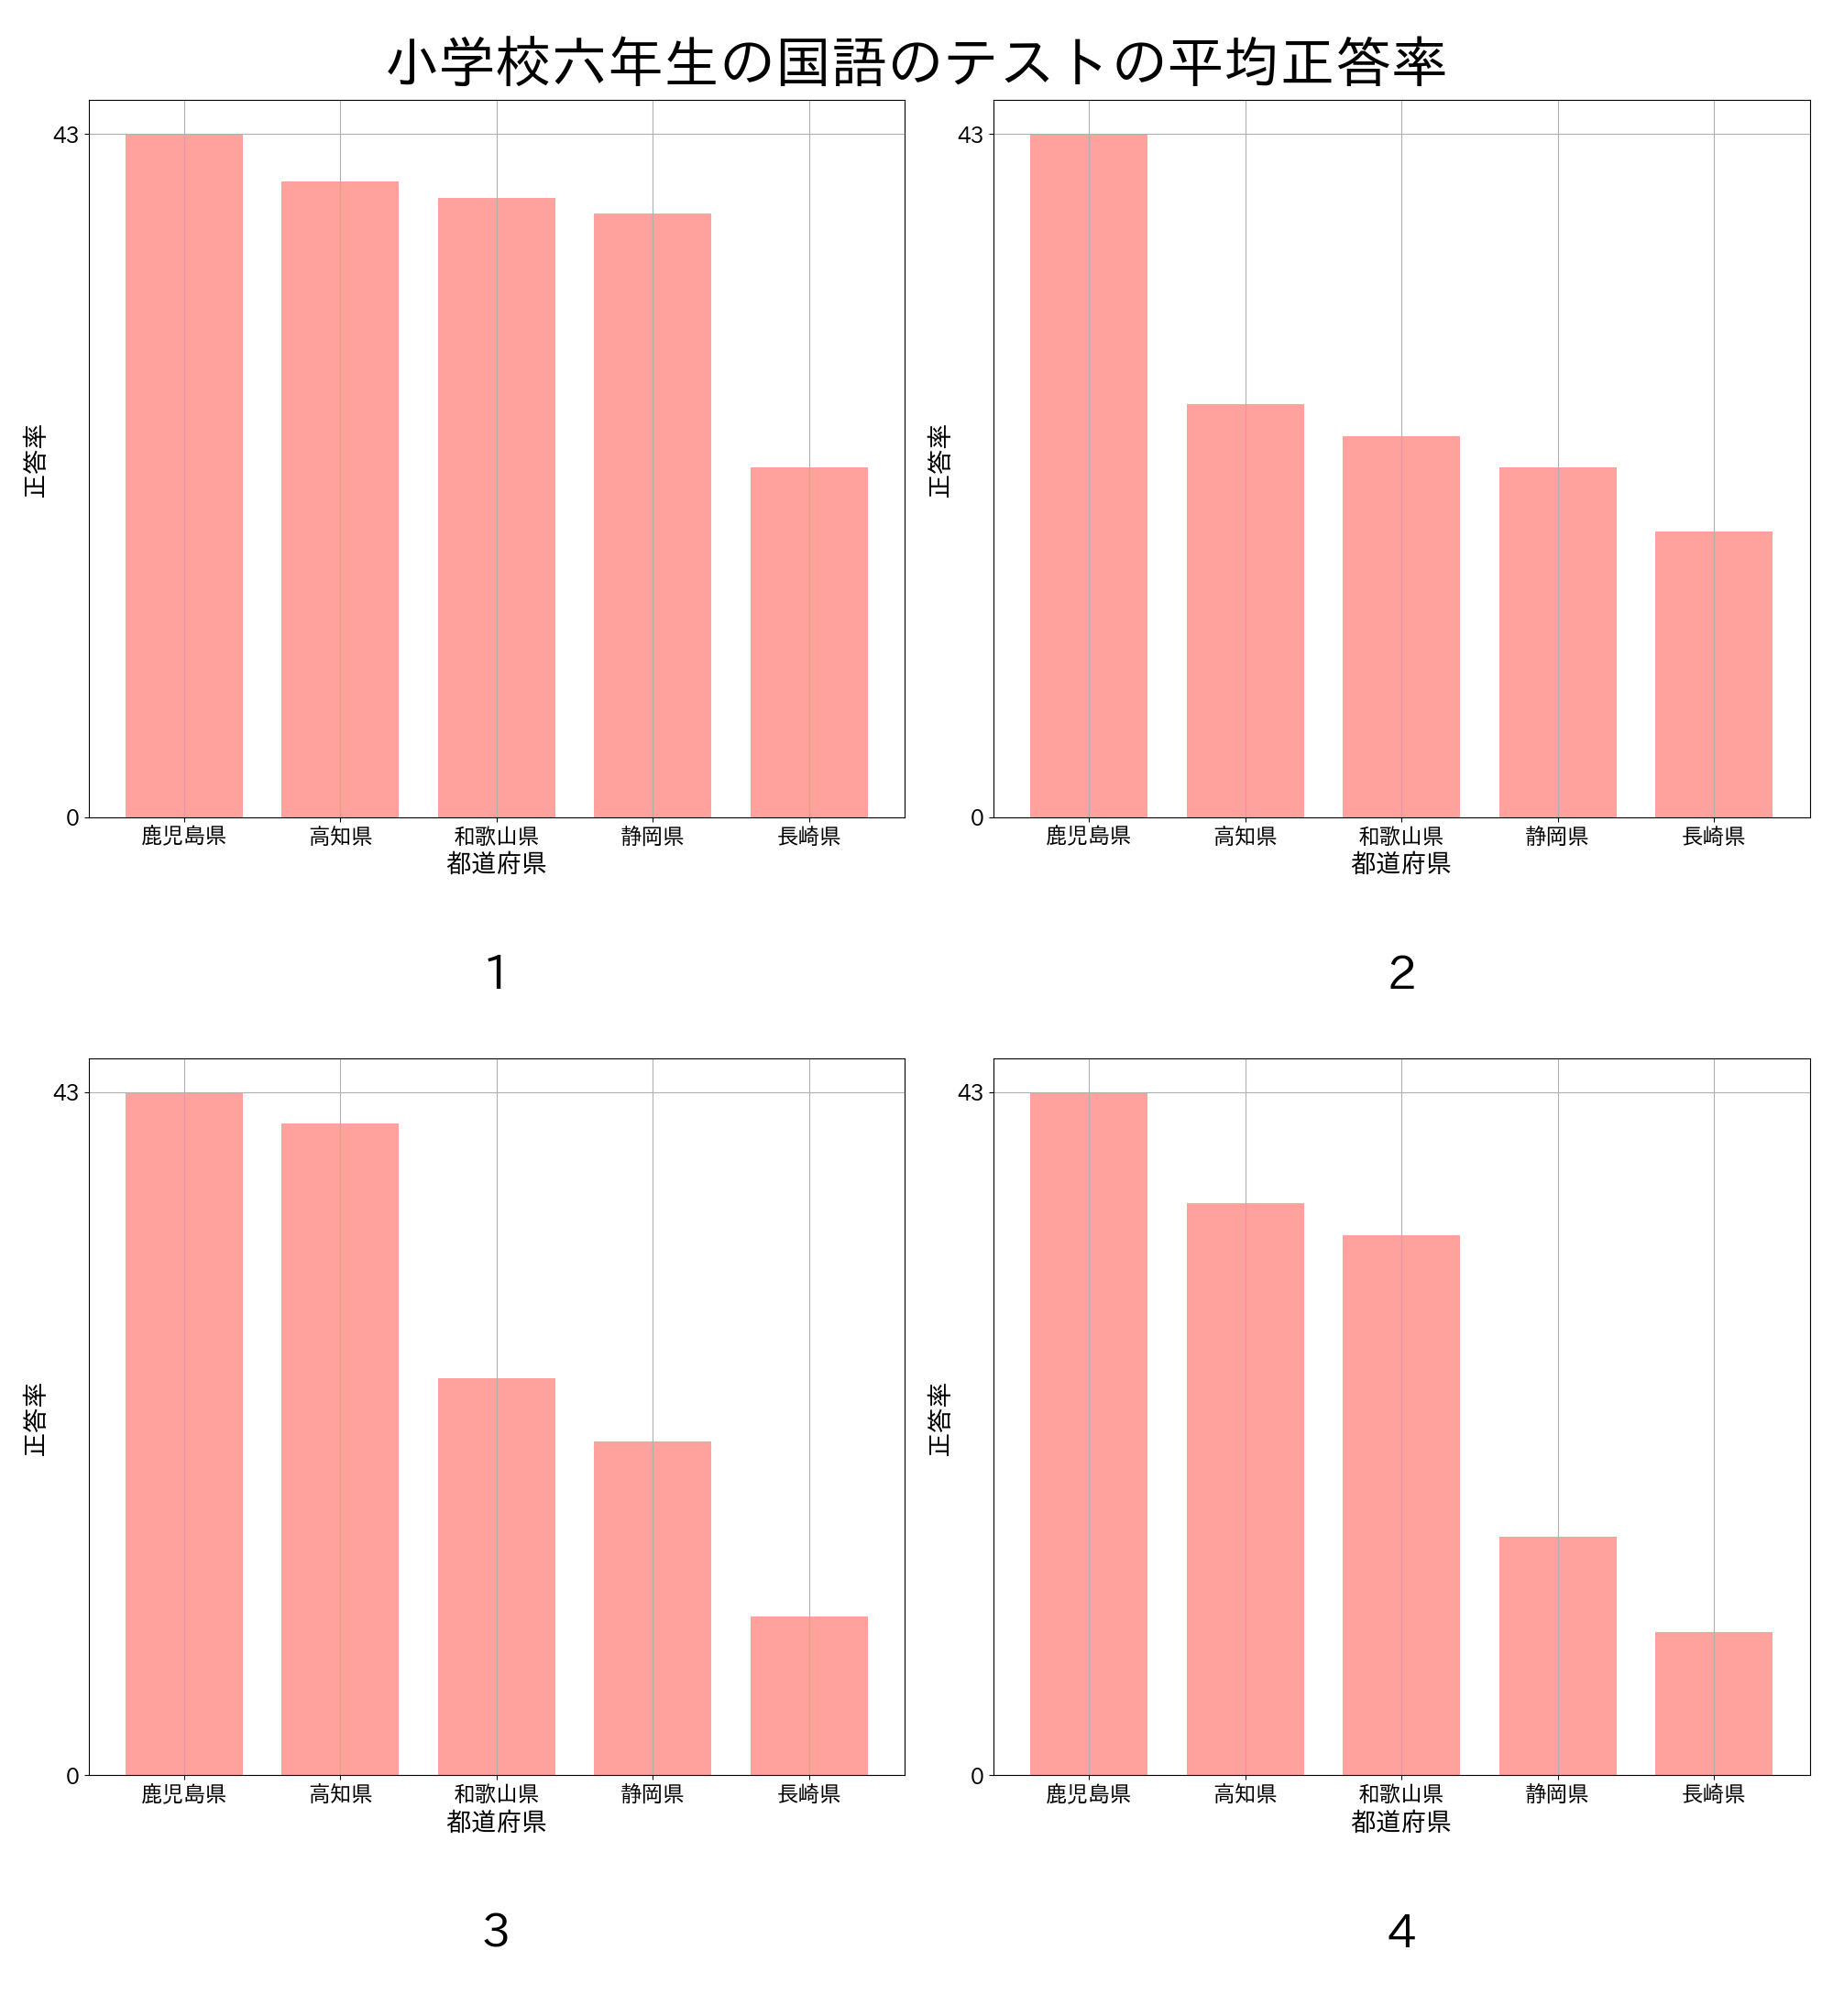 小学校六年生の国語のテストの平均正答率
43
0
正答率
鹿児島県 高知県 和歌山県 静岡県 長崎県
都道府県
1
43
0
正答率
鹿児島県 高知県 和歌山県 静岡県 長崎県
都道府県
2
43
0
正答率
鹿児島県 高知県 和歌山県 静岡県 長崎県
都道府県
3
43
0
正答率
鹿児島県 高知県 和歌山県 静岡県 長崎県
都道府県
4